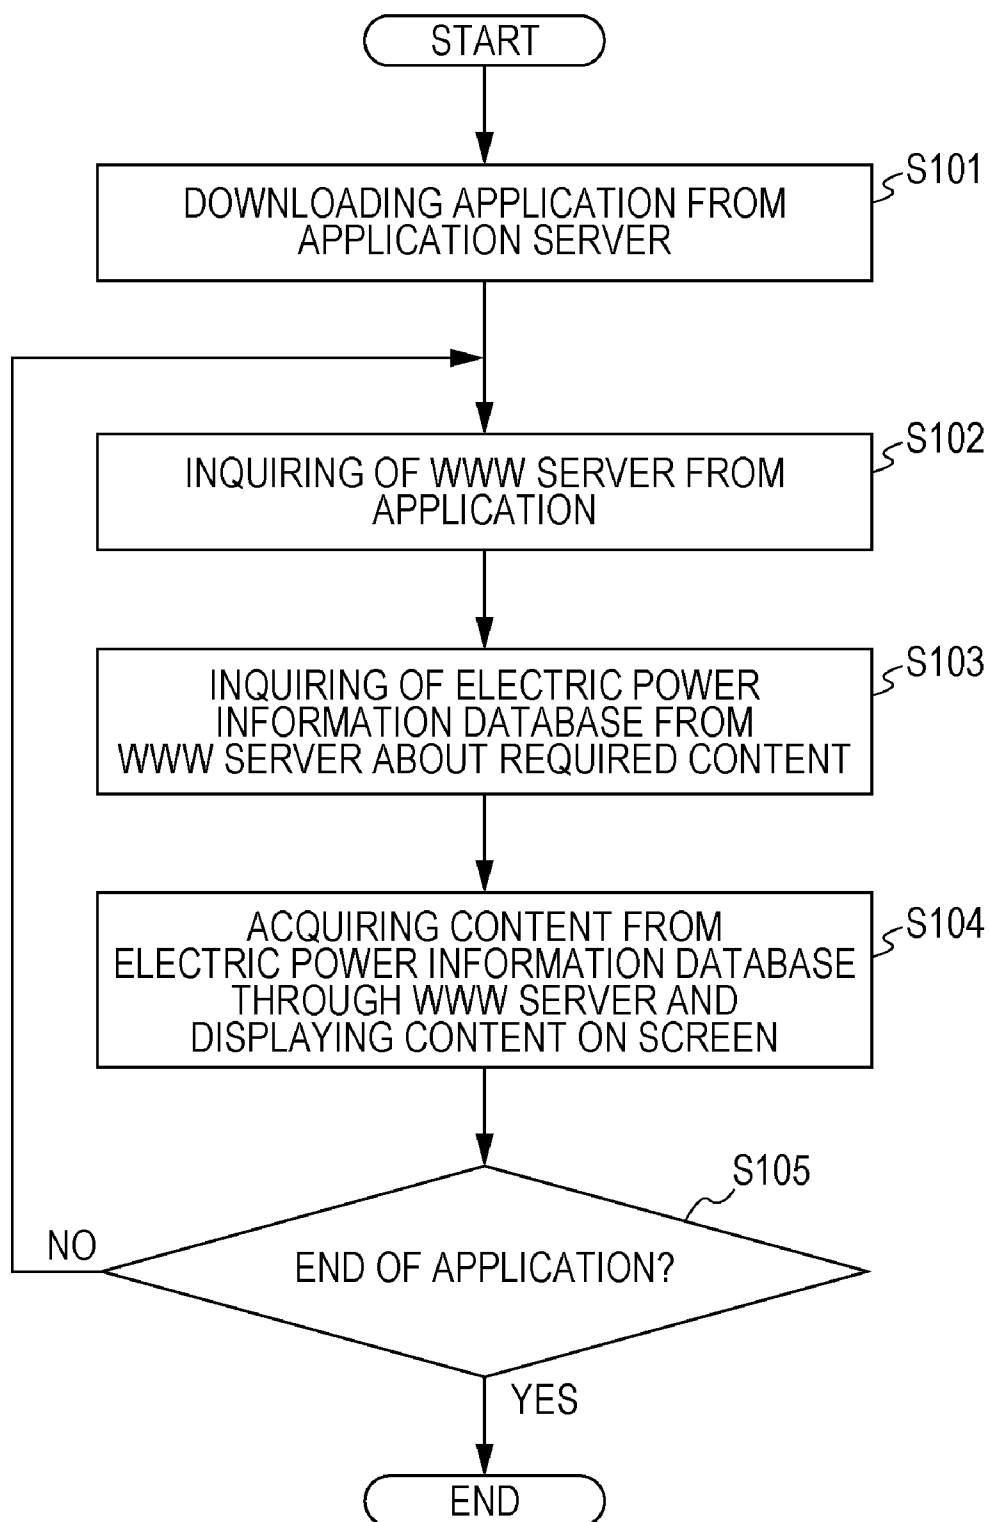 START
S101
DOWNLOADING APPLICATION FROM
APPLICATION SERVER
S102
INQUIRING OF WWW SERVER FROM
APPLICATION
S103
INQUIRING OF ELECTRIC POWER
INFORMATION DATABASE FROM
WWW SERVER ABOUT REQUIRED CONTENT
S104
ACQUIRING CONTENT FROM
ELECTRIC POWER INFORMATION DATABASE
THROUGH WWW SERVER AND
DISPLAYING CONTENT ON SCREEN
S105
NO
END OF APPLICATION?
YES
END